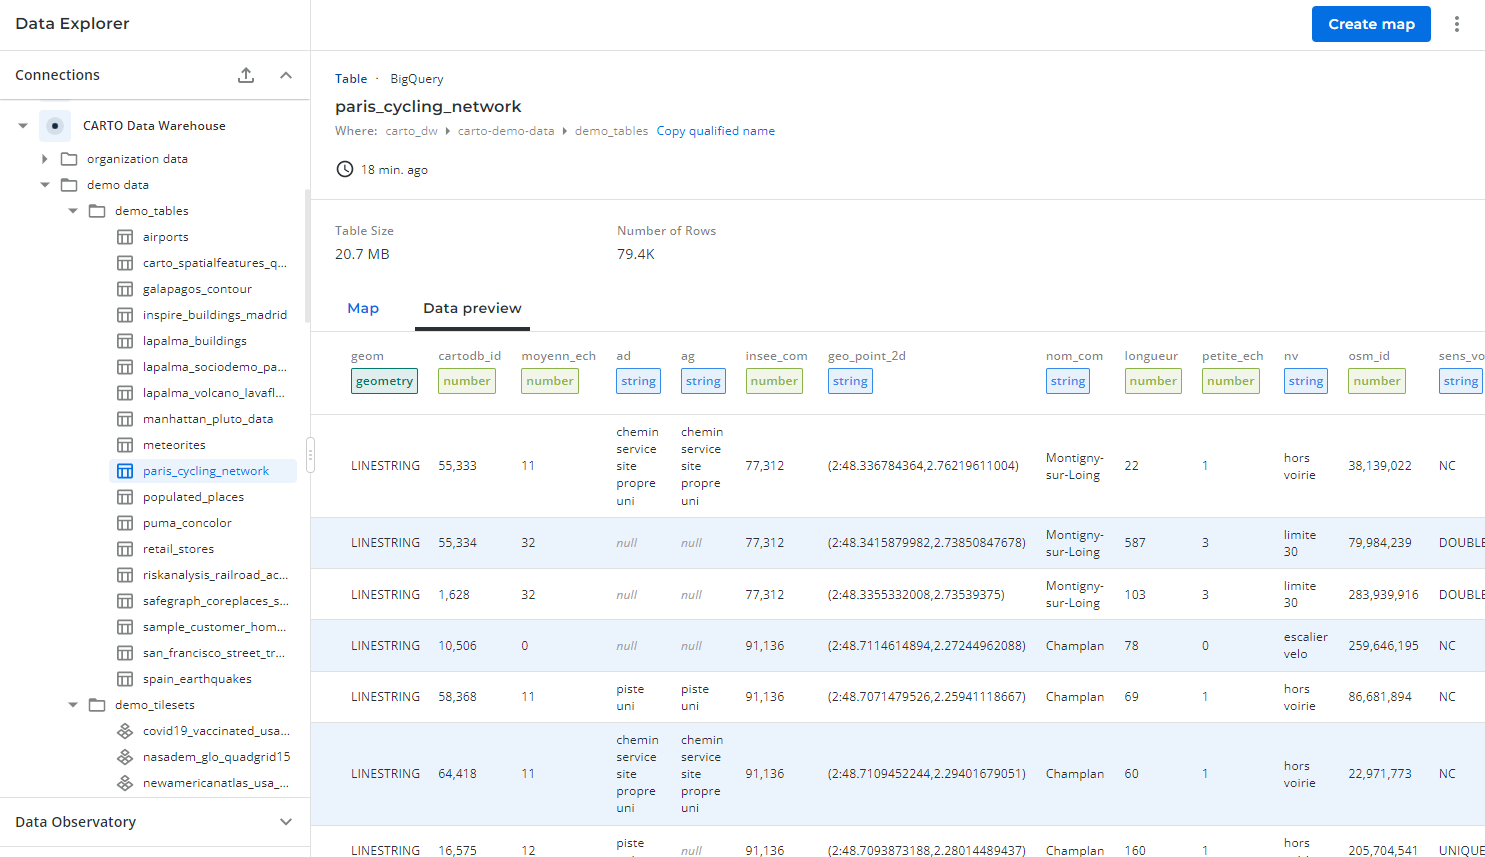 Data Explorer
Create map
Connections
CARTO Data Warehouse
organization data
demo data
demo_tables
airports
carto_spatialfeatures_q...
galapagos_contour
inspire_buildings_madrid
lapalma_buildings
lapalma_sociodemo_pa...
lapalma_volcano_lavafl...
manhattan_pluto_data
meteorites
paris_cycling_network
populated_places
puma_concolor
retail_stores
riskanalysis_railroad_ac...
safegraph_coreplaces_s...
sample_customer_hom...
san_francisco_street_tr...
spain_earthquakes
demo_tilesets
covid19_vaccinated_usa...
nasadem_glo_quadgrid15
newamericanatlas_usa_...
Data Observatory
Table · BigQuery
paris_cycling_network
Where: carto_dw carto-demo-data demo_tables Copy qualified name
18 min. ago
Table Size Number of Rows
20.7 MB 79.4K
Map Data preview
geom cartodb_id moyenn_ech ad ag insee_com geo_point_2d nom_com longueur petite_ech nv osm_id sens_vo
geometry number number string string number string string number number string number string
LINESTRING 55,333 11 chemin service site propre uni chemin service site propre uni 77,312 (2:48.336784364,2.76219611004) Montigny-sur-Loing 22 1 hors voirie 38,139,022 NC
LINESTRING 55,334 32 null null 77,312 (2:48.3415879982,2.73850847678) Montigny-sur-Loing 587 3 limite 30 79,984,239 DOUBLE
LINESTRING 1,628 32 null null 77,312 (2:48.3355332008,2.73539375) Montigny-sur-Loing 103 3 limite 30 283,939,916 DOUBLE
LINESTRING 10,506 0 null null 91,136 (2:48.7114614894,2.27244962088) Champlan 78 0 escalier velo 259,646,195 NC
LINESTRING 58,368 11 piste uni piste uni 91,136 (2:48.7071479526,2.25941118667) Champlan 69 1 hors voirie 86,681,894 NC
LINESTRING 64,418 11 chemin service site propre uni chemin service site propre uni 91,136 (2:48.7109452244,2.29401679051) Champlan 60 1 hors voirie 22,971,773 NC
LINESTRING 16,575 12 piste null 91,136 (2:48.7093873188,2.28014489437) Champlan 160 1 hors 205,704,541 UNIQUE